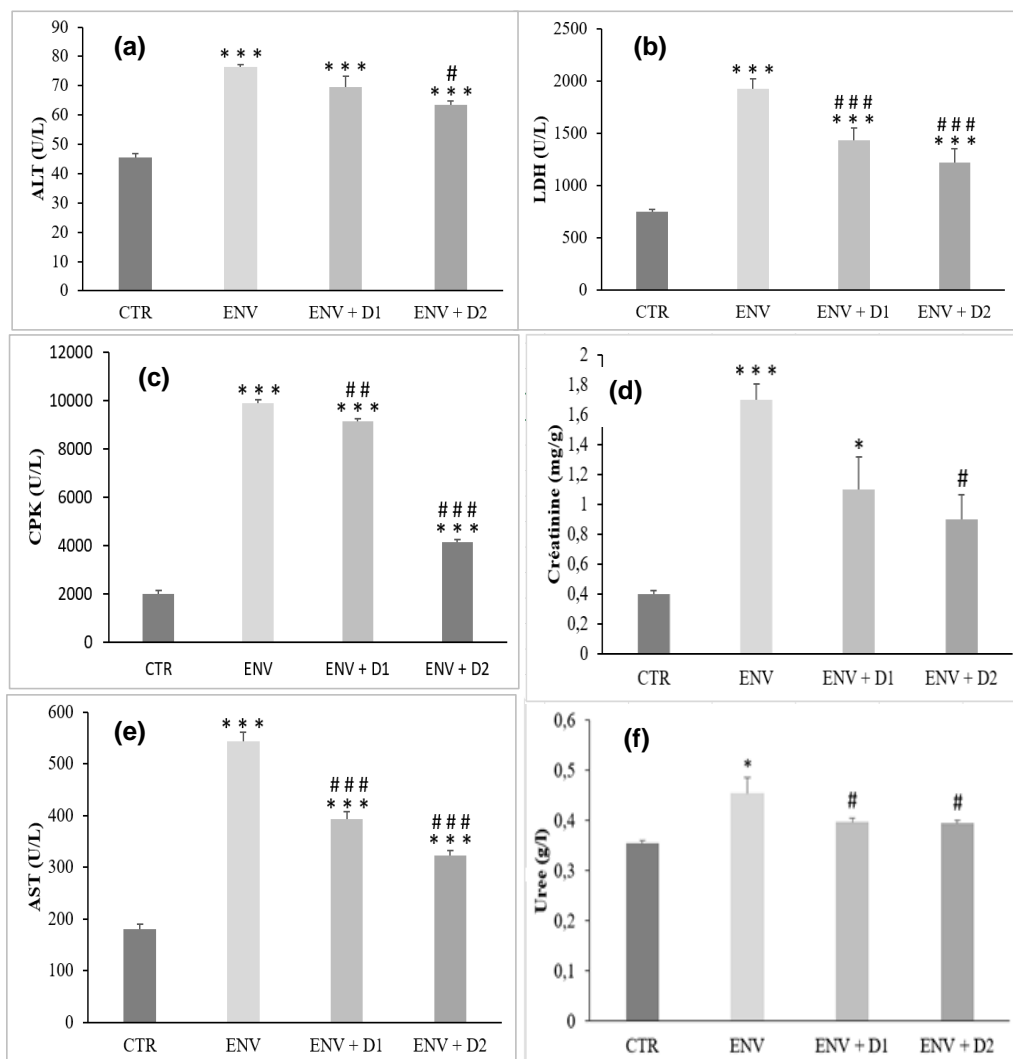 (a)
ALT (U/L)
90
80
70
60
50
40
30
20
10
0
* * *
* * *
#
* * *
CTR ENV ENV + D1 ENV + D2
(b)
LDH (U/L)
2500
2000
1500
1000
500
0
* * *
# # #
* * *
# # #
* * *
CTR ENV ENV + D1 ENV + D2
(c)
CPK (U/L)
12000
10000
8000
6000
4000
2000
0
* * *
# #
* * *
# # #
* * *
CTR ENV ENV + D1 ENV + D2
(d)
Créatinine (mg/g)
2
1,8
1,6
1,4
1,2
1
0,8
0,6
0,4
0,2
0
* * *
*
#
CTR ENV ENV + D1 ENV + D2
(e)
AST (U/L)
600
500
400
300
200
100
0
* * *
# # #
* * *
# # #
* * *
CTR ENV ENV + D1 ENV + D2
(f)
Uree (g/l)
0,6
0,5
0,4
0,3
0,2
0,1
0
*
#
#
CTR ENV ENV + D1 ENV + D2